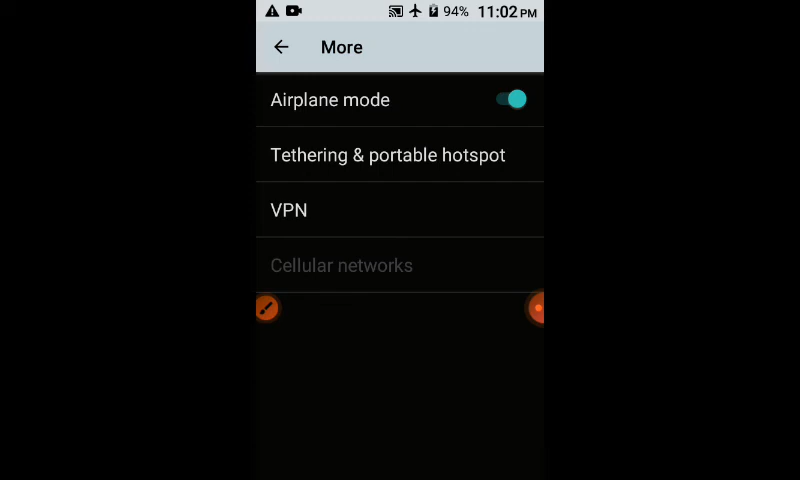 94% 11:02 PM
More
Airplane mode
Tethering & portable hotspot
VPN
Cellular networks